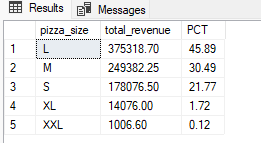 Results Messages
pizza_size total_revenue PCT
1 L 375318.70 45.89
2 M 249382.25 30.49
3 S 178076.50 21.77
4 XL 14076.00 1.72
5 XXL 1006.60 0.12